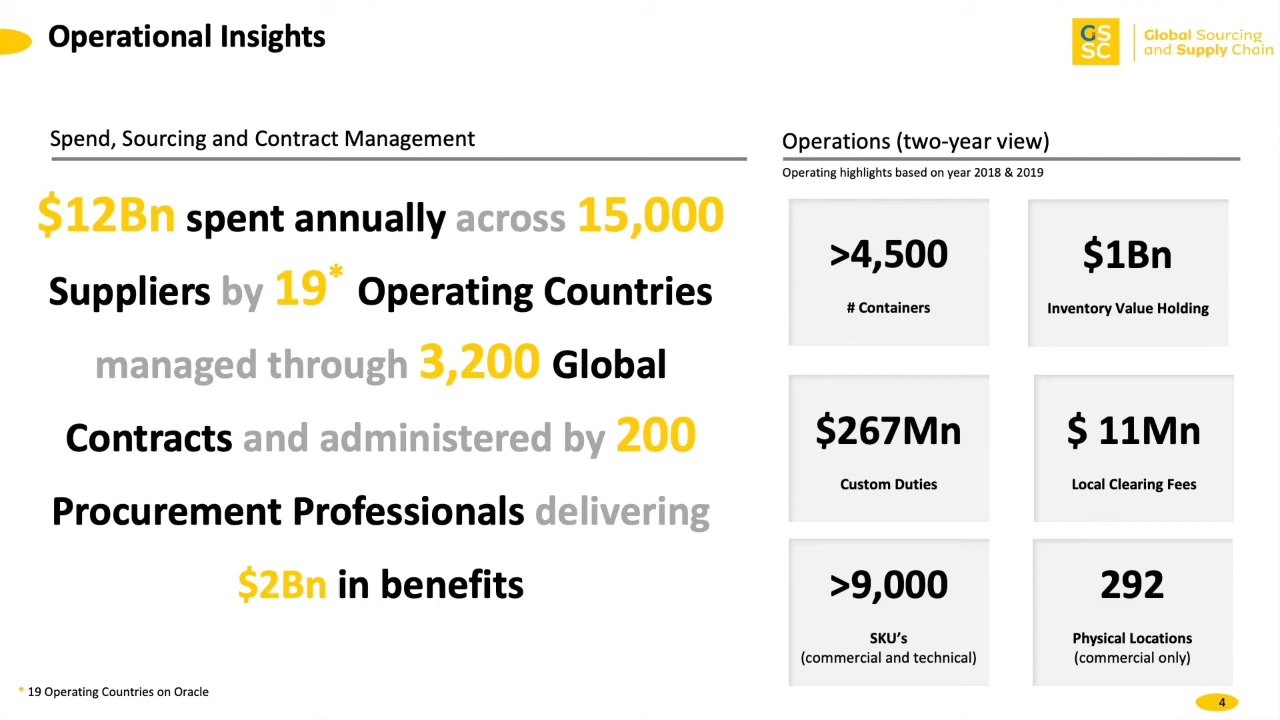 Operational Insights
GS
SC
Global Sourcing
and Supply Chain
Spend, Sourcing and Contract Management
$12Bn spent annually across 15,000
Suppliers by 19* Operating Countries
managed through 3,200 Global
Contracts and administered by 200
Procurement Professionals delivering
$2Bn in benefits
Operations (two-year view)
Operating highlights based on year 2018 & 2019
>4,500
# Containers
$1Bn
Inventory Value Holding
$267Mn
Custom Duties
$ 11Mn
Local Clearing Fees
>9,000
SKU’s
(commercial and technical)
292
Physical Locations
(commercial only)
* 19 Operating Countries on Oracle
4